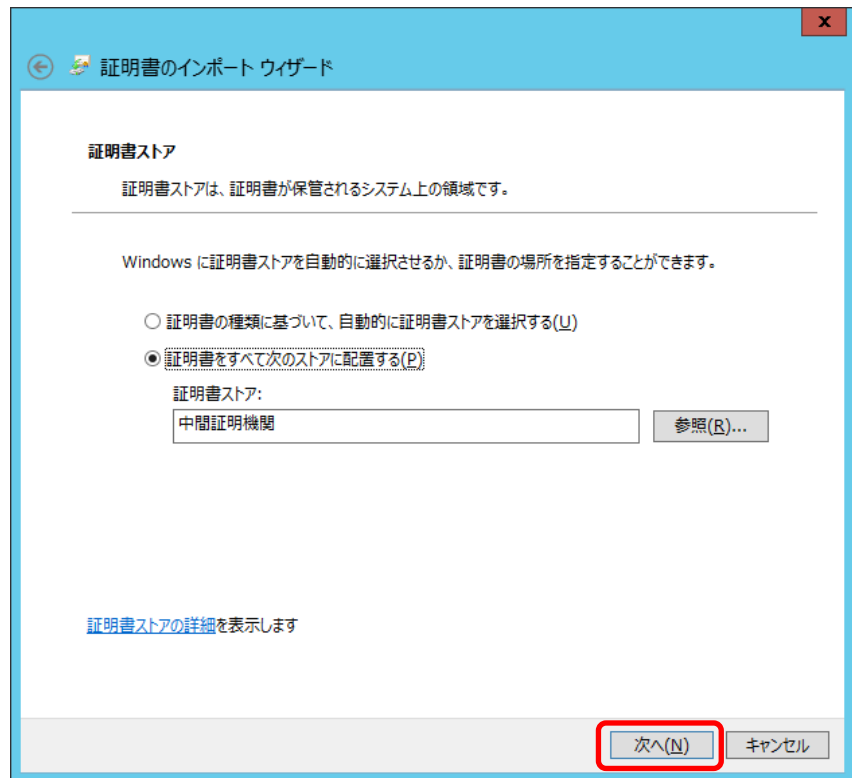 x
証明書のインポート ウィザード
証明書ストア
証明書ストアは、証明書が保管されるシステム上の領域です。
Windows に証明書ストアを自動的に選択させるか、証明書の場所を指定することができます。
証明書の種類に基づいて、自動的に証明書ストアを選択する(U)
証明書をすべて次のストアに配置する(P)
証明書ストア:
中間証明機関
参照(R)...
証明書ストアの詳細を表示します
次へ(N) キャンセル